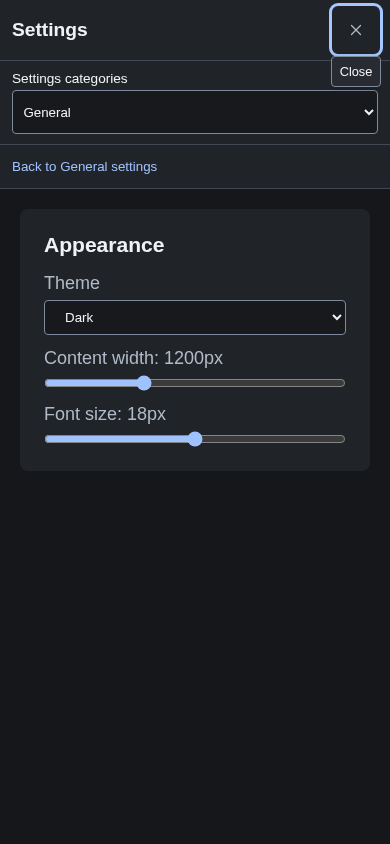 Settings
Close
Settings categories
General
Back to General settings
Appearance
Theme
Dark
Content width: 1200px
Font size: 18px